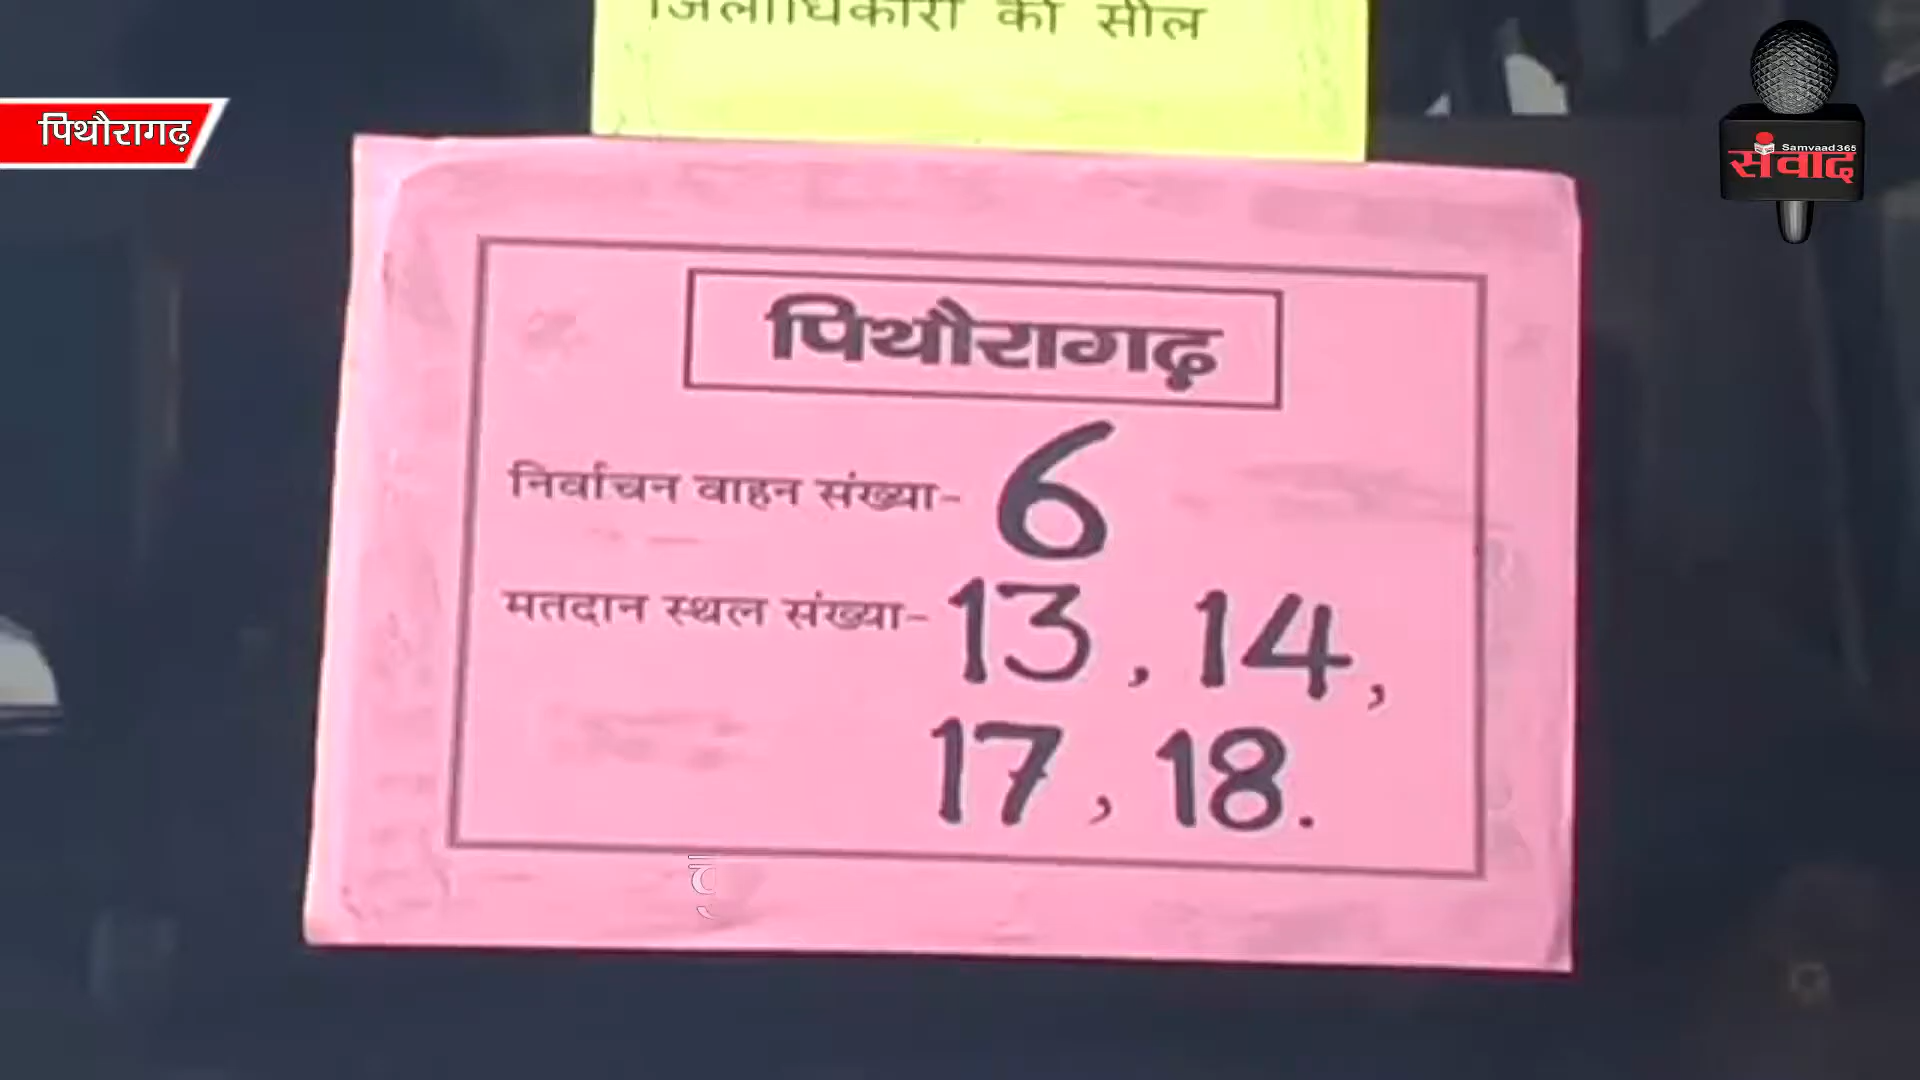 जिलाधिकारी की सील
पिथौरागढ़
Samvaad365
संवाद
पिथौरागढ़
निर्वाचन वाहन संख्या- 6
मतदान स्थल संख्या- 13, 14,
17, 18.